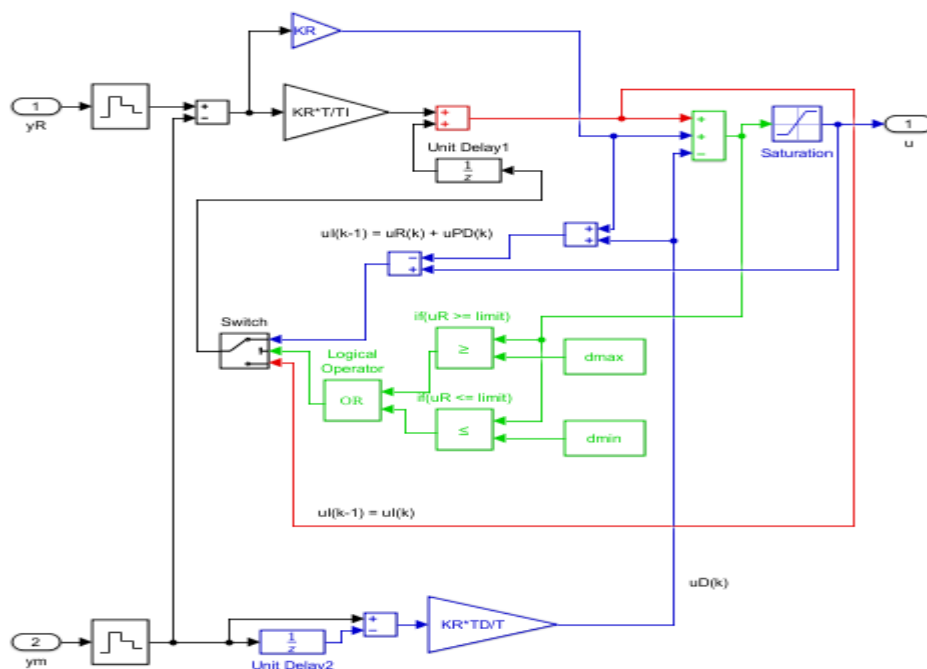 KR
1
yR
+
−
KR*T/TI
+
+
+
+
−
Saturation
1
u
Unit Delay1
1
z
uI(k-1) = uR(k) + uPD(k)
+
+
−
+
Switch
if(uR >= limit)
≥
dmax
Logical
Operator
OR
if(uR <= limit)
≤
dmin
uI(k-1) = uI(k)
uD(k)
2
ym
1
z
Unit Delay2
+
−
KR*TD/T